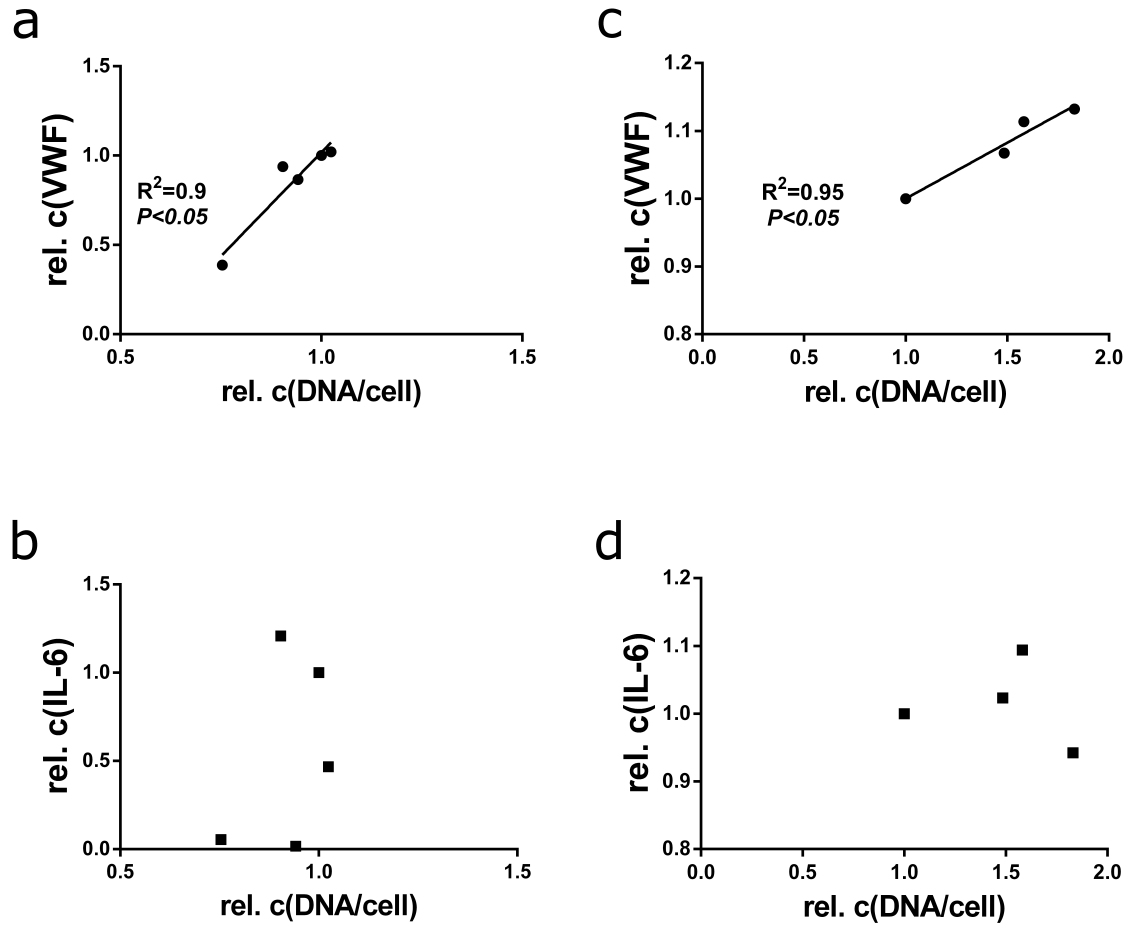 a
1.5
1.0
0.5
0.0
rel. c(VWF)
R²=0.9
P<0.05
0.5 1.0 1.5
rel. c(DNA/cell)
c
1.2
1.1
1.0
0.9
0.8
rel. c(VWF)
R²=0.95
P<0.05
0.0 0.5 1.0 1.5 2.0
rel. c(DNA/cell)
b
1.5
1.0
0.5
0.0
rel. c(IL-6)
0.5 1.0 1.5
rel. c(DNA/cell)
d
1.2
1.1
1.0
0.9
0.8
rel. c(IL-6)
0.0 0.5 1.0 1.5 2.0
rel. c(DNA/cell)